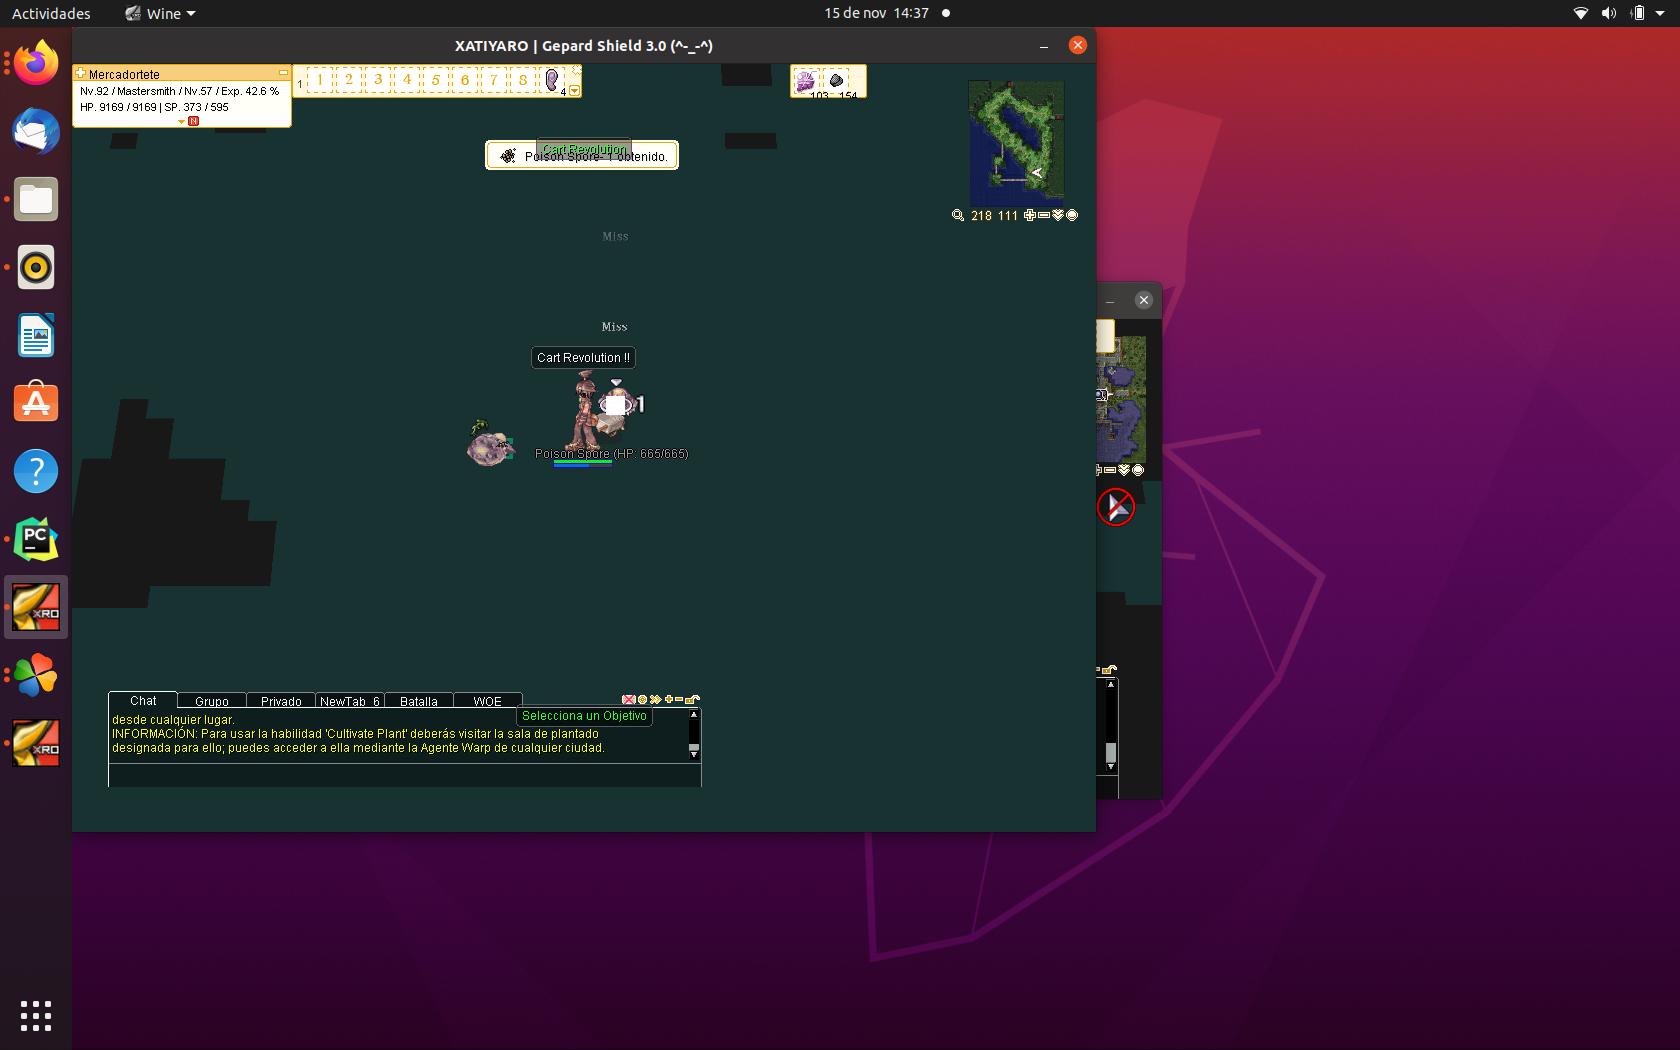 Actividades
Wine
15 de nov 14:37
XATIYARO | Gepard Shield 3.0 (^-_-^)
Mercadortete
Nv.92 / Mastersmith / Nv.57 / Exp. 42.6 %
HP. 9169 / 9169 | SP. 373 / 595
N
1
1 2 3 4 5 6 7 8
4
103 154
Cart Revolution
Poison Spore- 1 obtenido.
218 111
Miss
Miss
Cart Revolution !!
1
Poison Spore (HP: 665/665)
PC
XRO
XRO
Chat Grupo Privado NewTab_6 Batalla WOE
Selecciona un Objetivo
desde cualquier lugar.
INFORMACIÓN: Para usar la habilidad 'Cultivate Plant' deberás visitar la sala de plantado
designada para ello; puedes acceder a ella mediante la Agente Warp de cualquier ciudad.